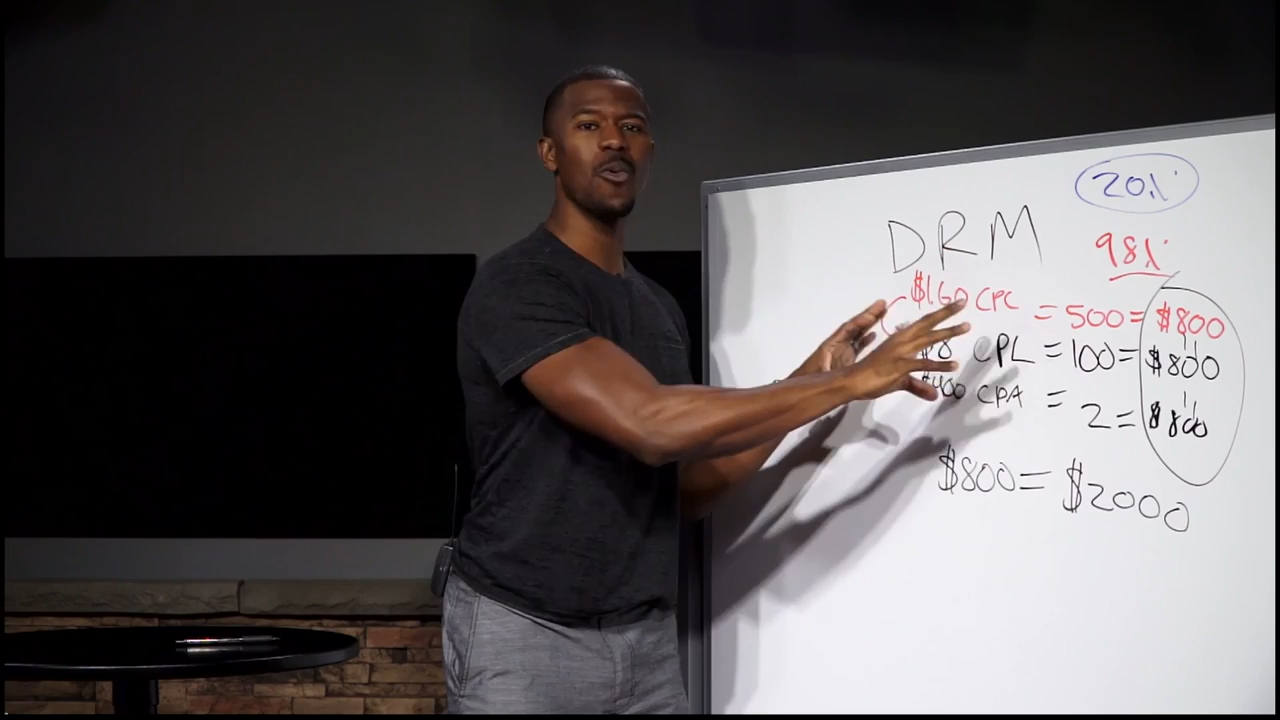 20%
DRM
98%
$1.60 CPC = 500 = $800
$8 CPL = 100 = $800
$400 CPA = 2 = $800
$800 = $2000